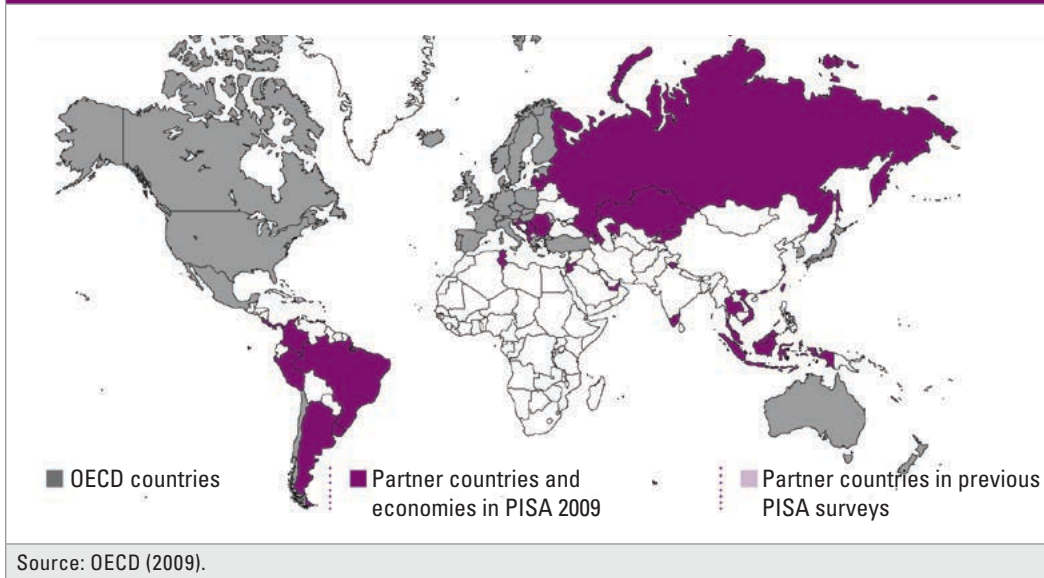 OECD countries
Partner countries and
economies in PISA 2009
Partner countries in previous
PISA surveys
Source: OECD (2009).